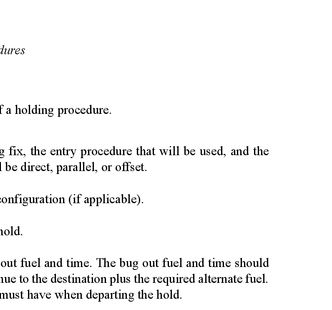 dures
f a holding procedure.
g fix, the entry procedure that will be used, and the
l be direct, parallel, or offset.
configuration (if applicable).
hold.
out fuel and time. The bug out fuel and time should
nue to the destination plus the required alternate fuel.
must have when departing the hold.